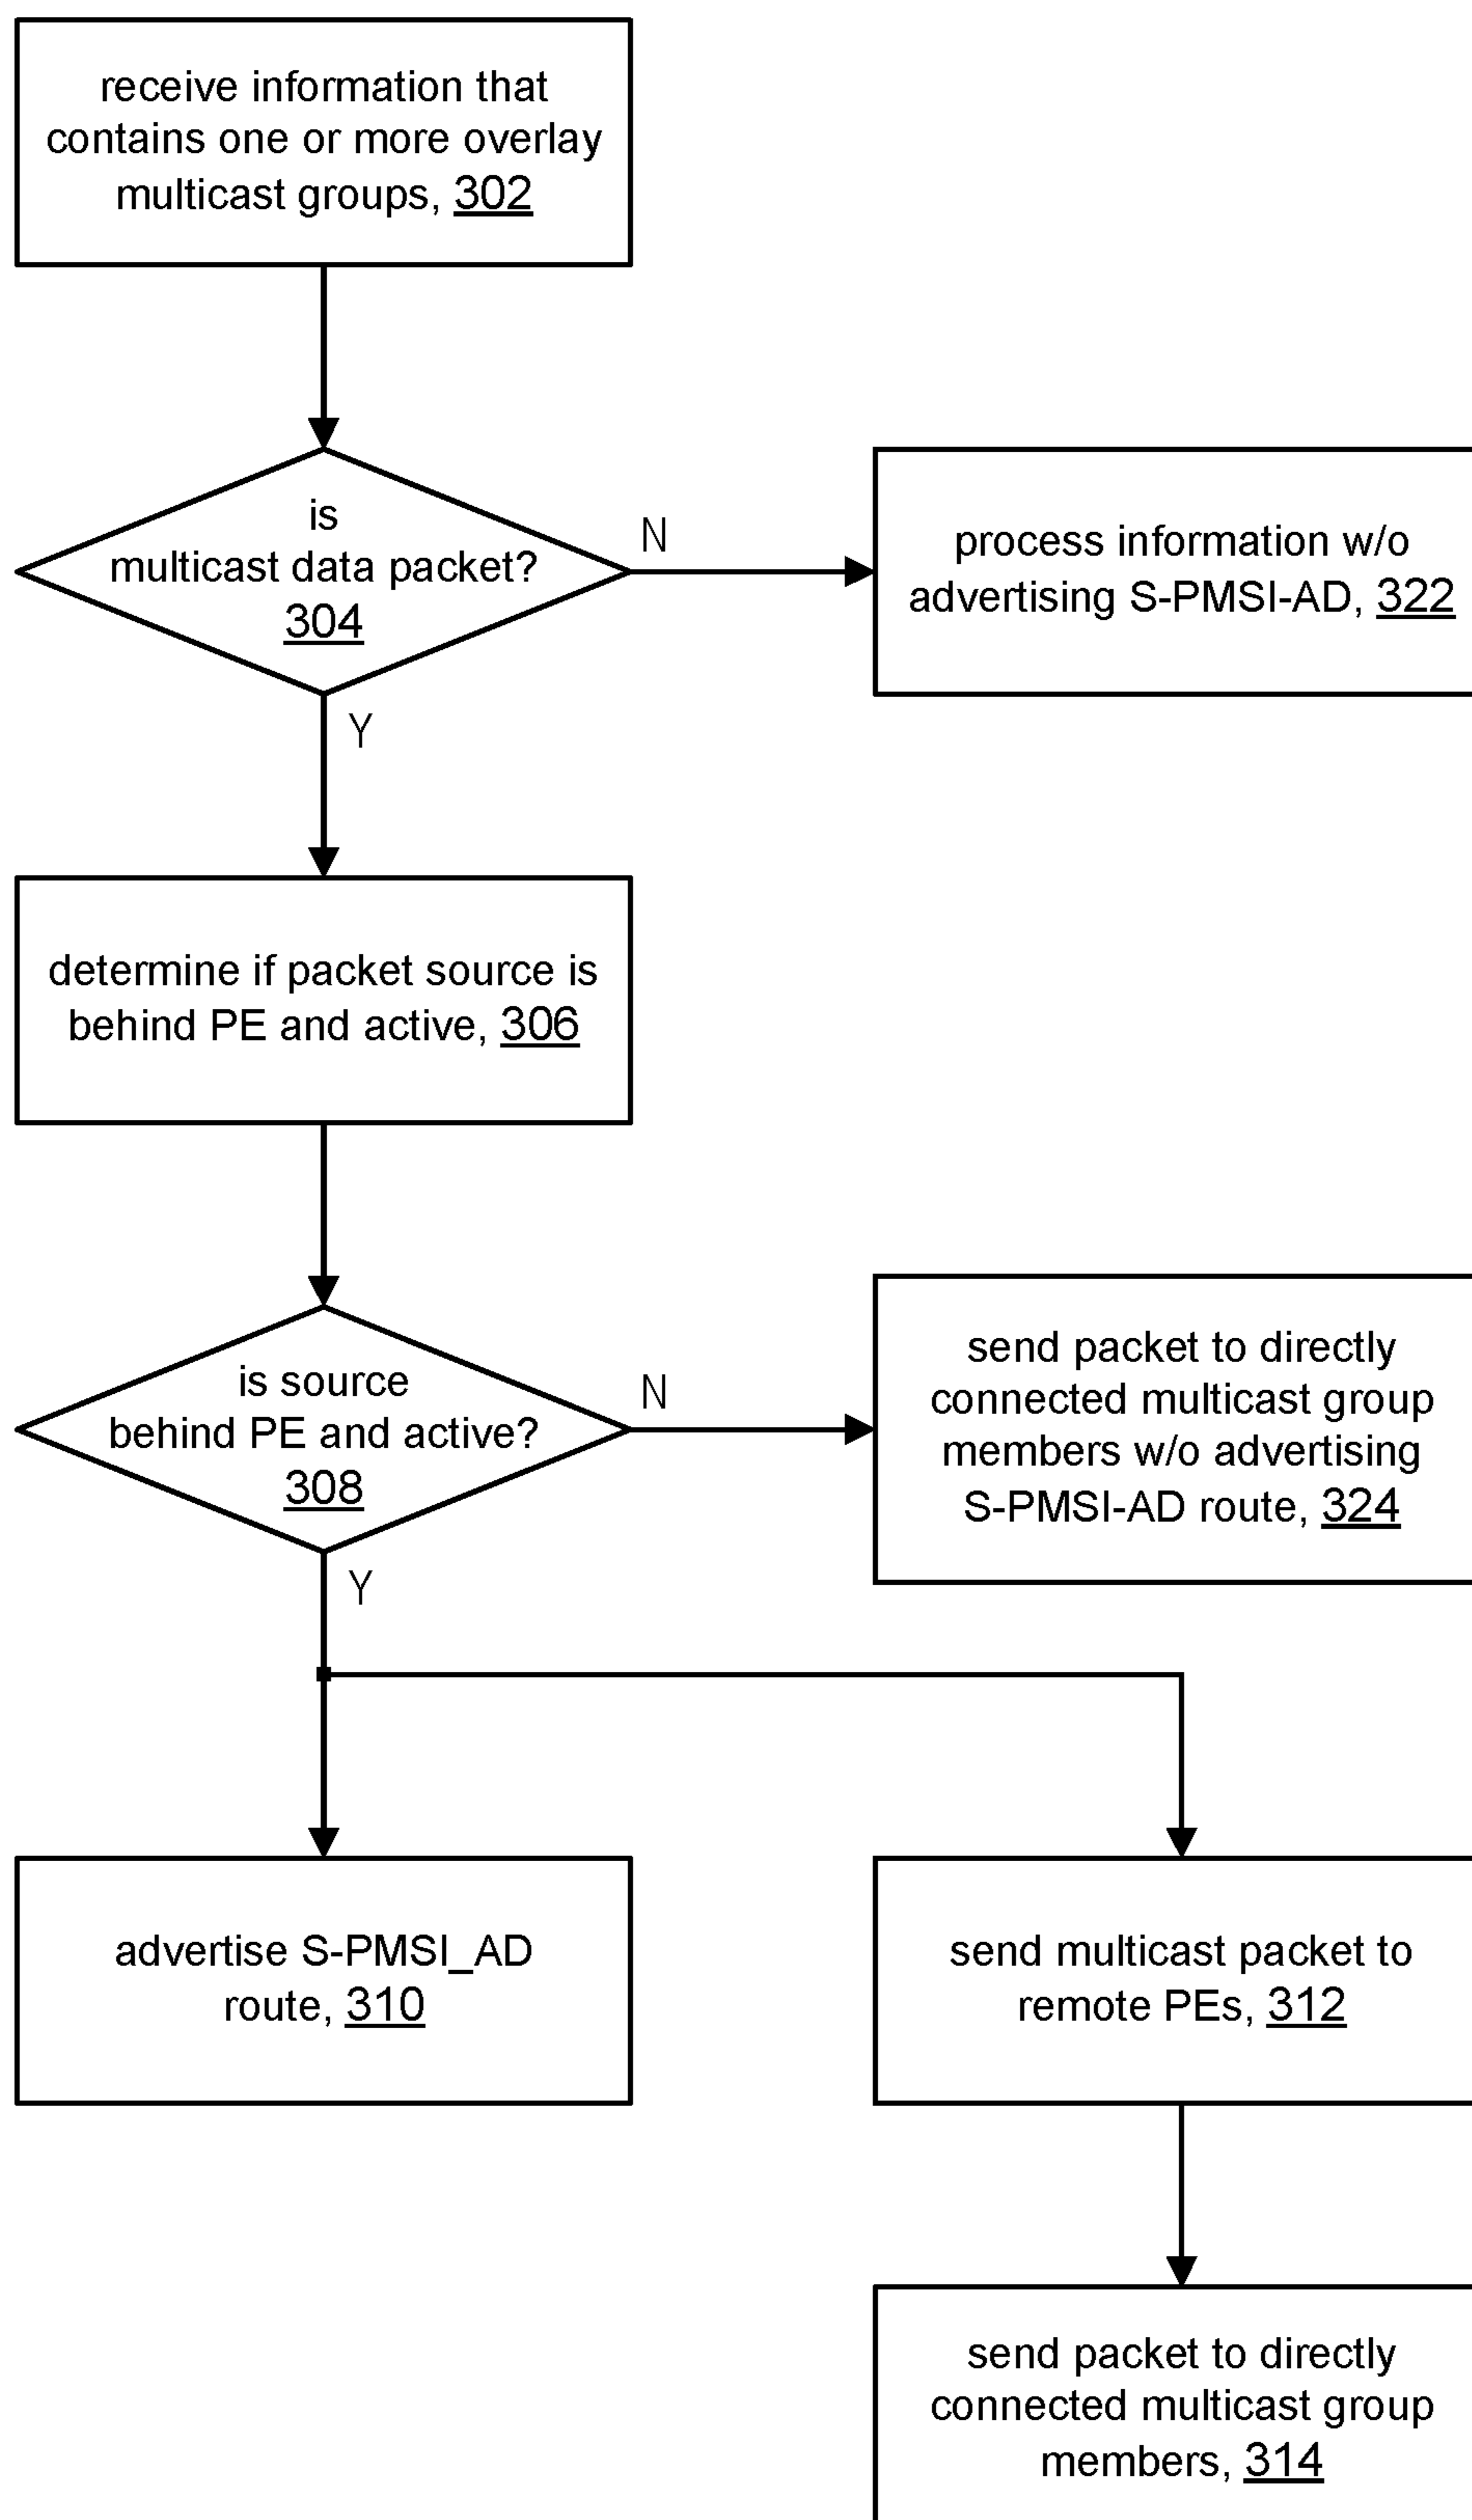 receive information that
contains one or more overlay
multicast groups, 302
is
multicast data packet?
304
N
process information w/o
advertising S-PMSI-AD, 322
Y
determine if packet source is
behind PE and active, 306
is source
behind PE and active?
308
N
send packet to directly
connected multicast group
members w/o advertising
S-PMSI-AD route, 324
Y
advertise S-PMSI_AD
route, 310
send multicast packet to
remote PEs, 312
send packet to directly
connected multicast group
members, 314